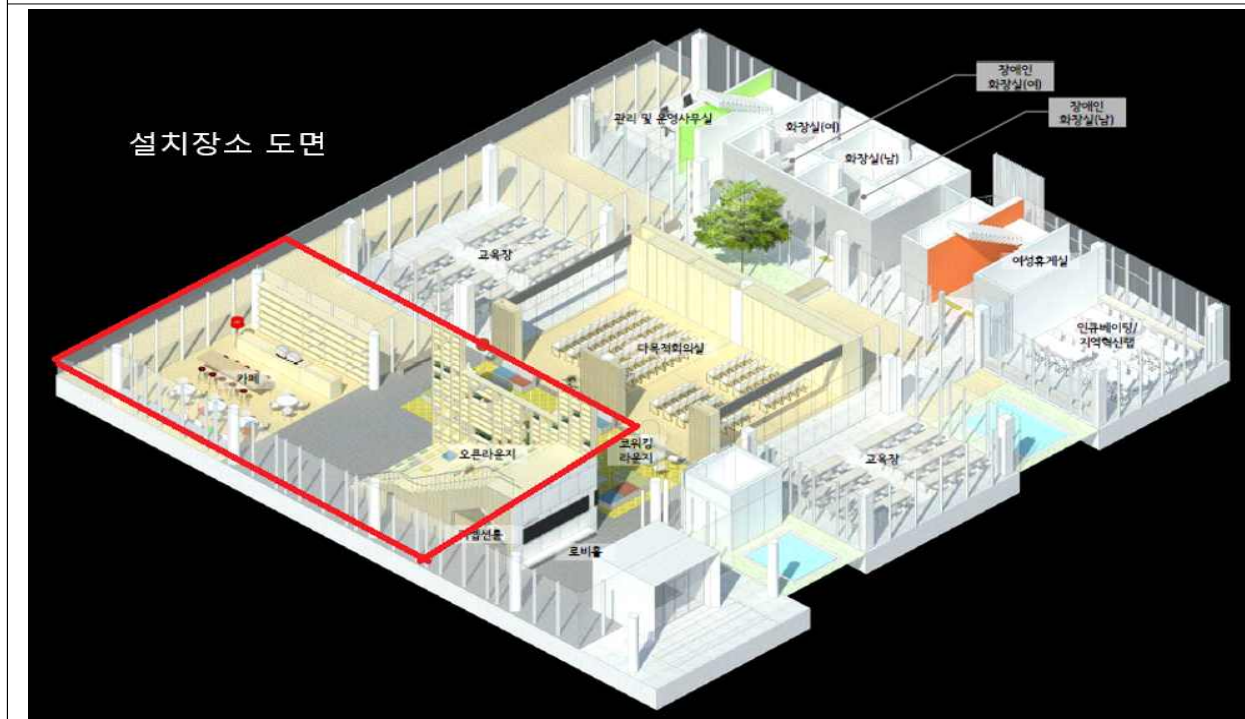 설치장소 도면
장애인
화장실(여)
장애인
화장실(남)
관리 및 운영사무실
화장실(여)
화장실(남)
교육장
여성휴게실
다목적회의실
인큐베이팅/
지역혁신랩
카페
오픈라운지
코워킹
라운지
교육장
로비홀